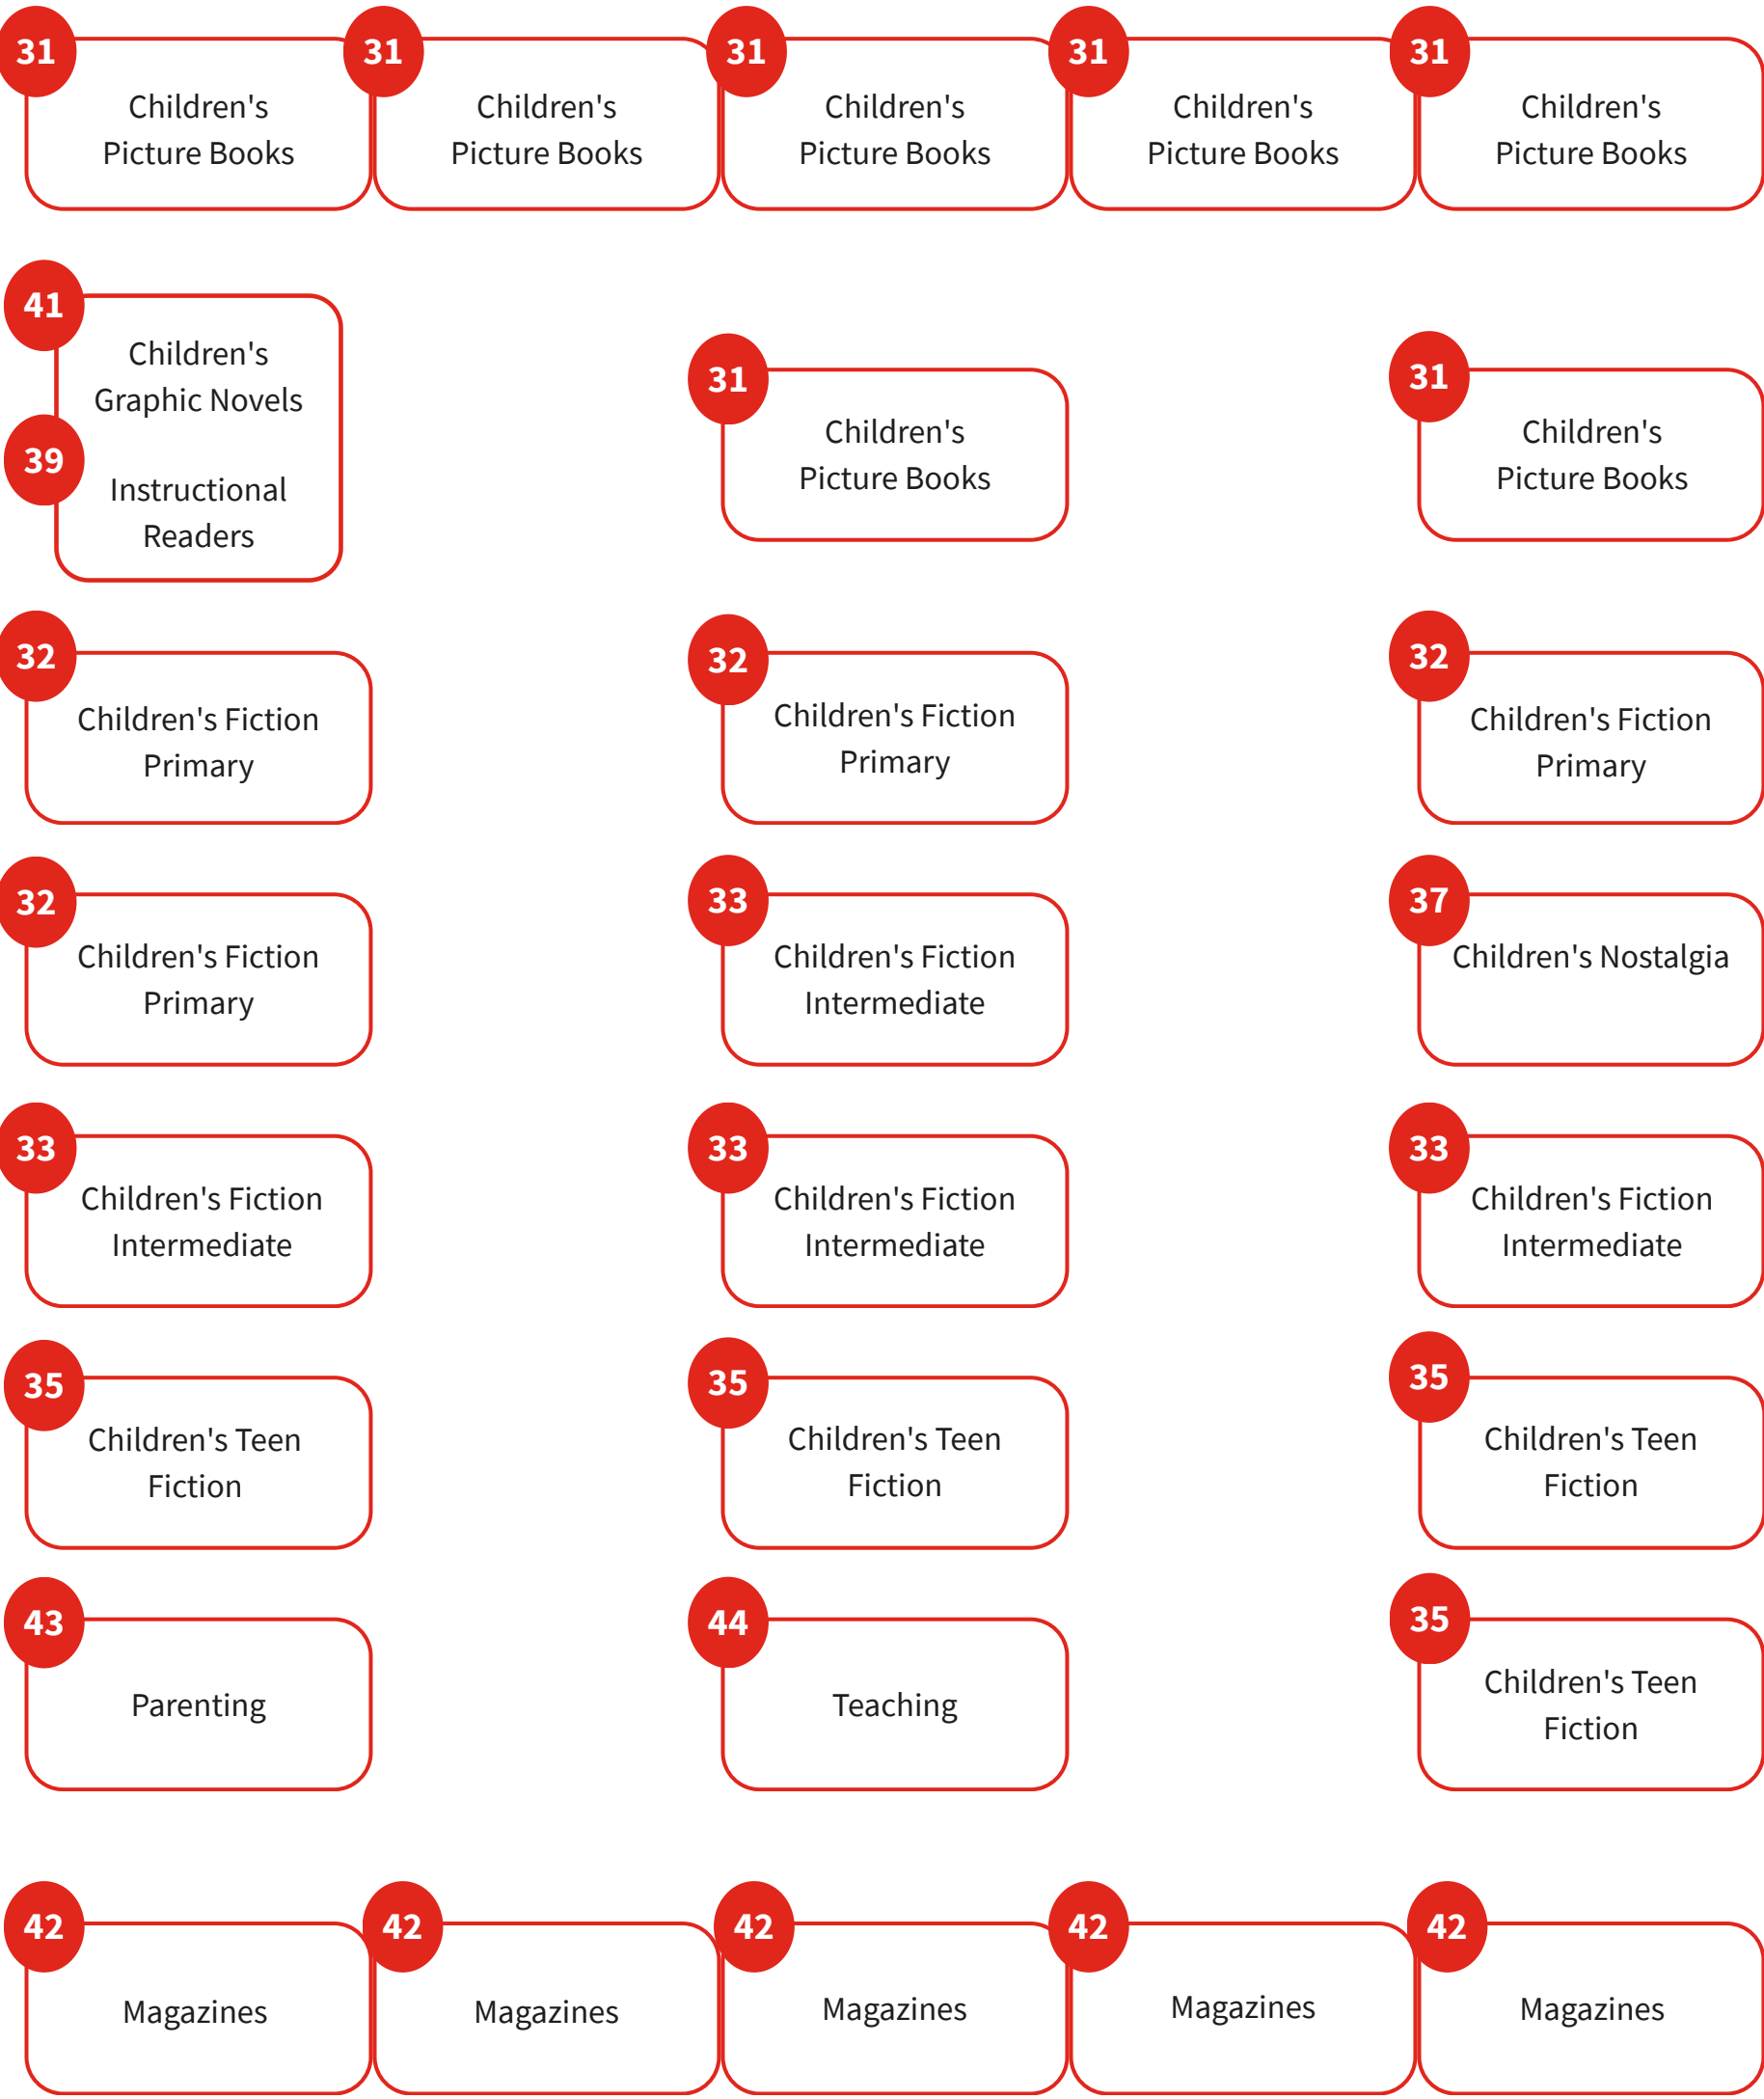 31 31 31 31 31
Children's Children's Children's Children's Children's
Picture Books Picture Books Picture Books Picture Books Picture Books
41
Children's
Graphic Novels
39
Instructional
Readers
31
Children's
Picture Books
31
Children's
Picture Books
32
Children's Fiction
Primary
32
Children's Fiction
Primary
32
Children's Fiction
Primary
32
Children's Fiction
Primary
33
Children's Fiction
Intermediate
37
Children's Nostalgia
33
Children's Fiction
Intermediate
33
Children's Fiction
Intermediate
33
Children's Fiction
Intermediate
35
Children's Teen
Fiction
35
Children's Teen
Fiction
35
Children's Teen
Fiction
43
Parenting
44
Teaching
35
Children's Teen
Fiction
42 42 42 42 42
Magazines Magazines Magazines Magazines Magazines